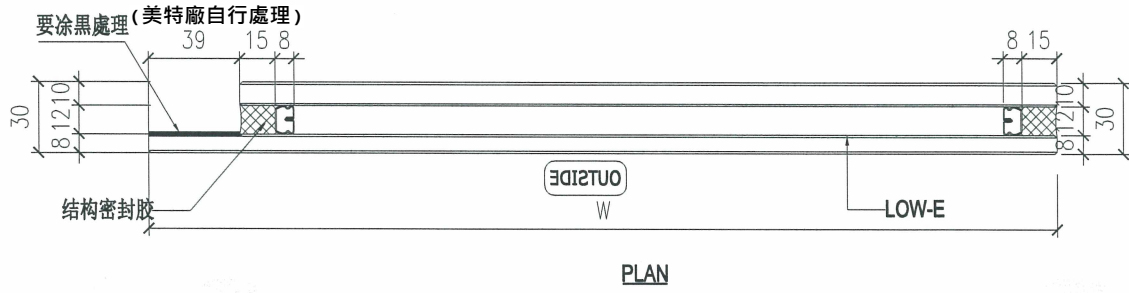 要涂黑處理(美特廠自行處理)
39 15 8 8 15
30 8 12 10
10 12 8 30
OUTSIDE
结构密封胶
W
LOW-E
PLAN